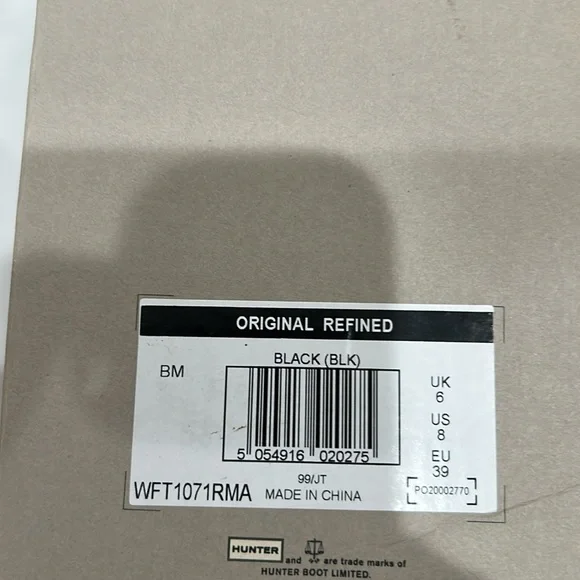 ORIGINAL REFINED
BLACK (BLK)
BM
UK
6
US
8
EU
39
5 054916 020275
99/JT
WFT1071RMA
MADE IN CHINA
PO20002770
HUNTER and are trade marks of
HUNTER BOOT LIMITED.